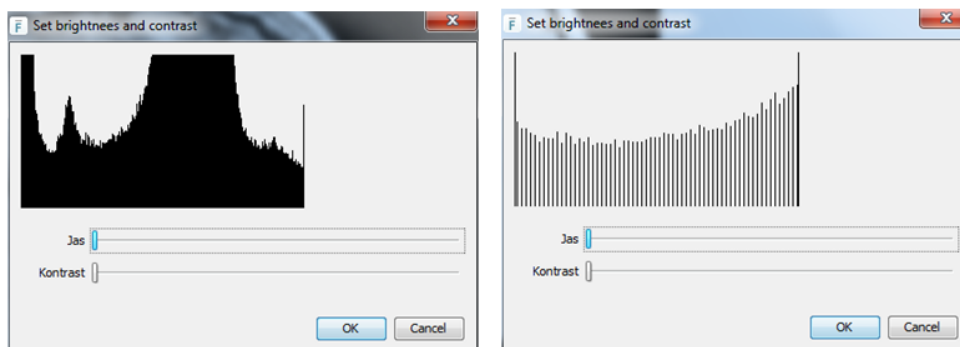 F Set brightnees and contrast
Jas
Kontrast
OK Cancel
F Set brightnees and contrast
Jas
Kontrast
OK Cancel